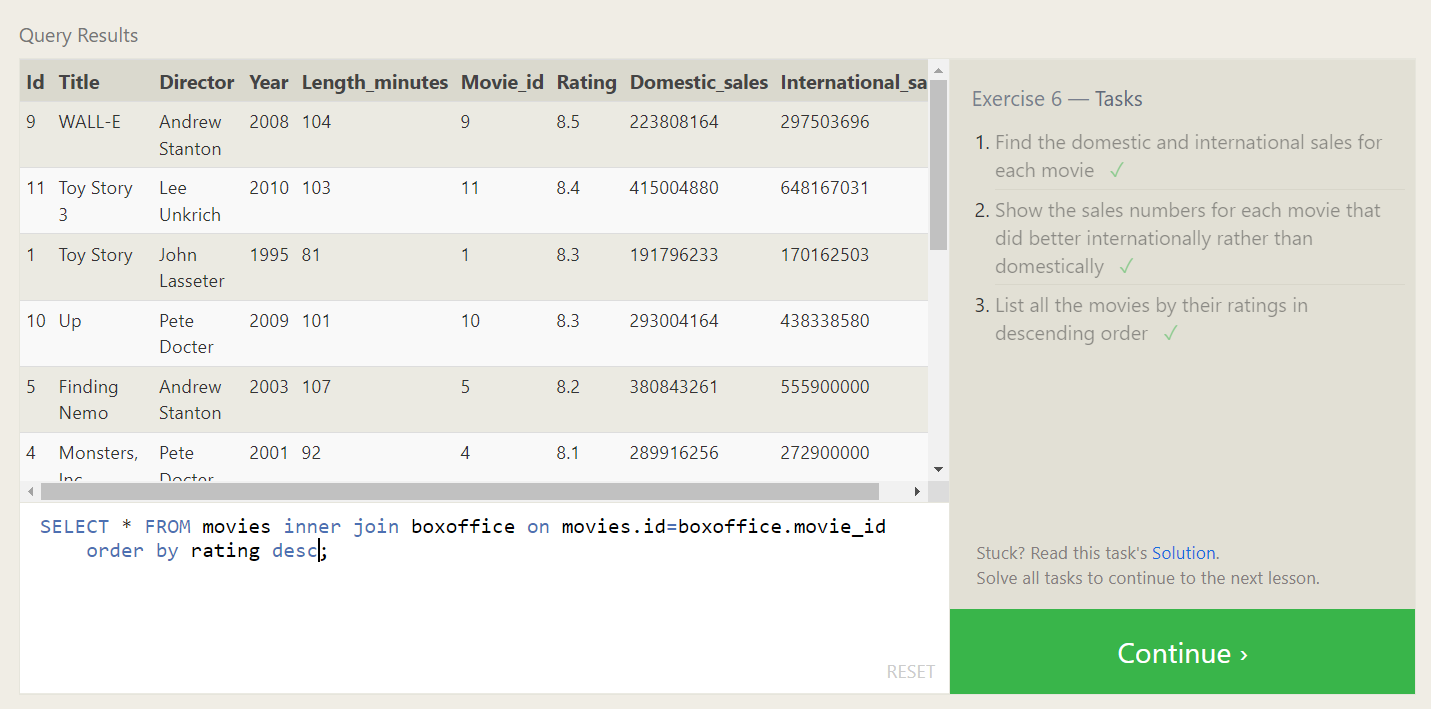 Query Results
Id Title Director Year Length_minutes Movie_id Rating Domestic_sales International_sa
9 WALL-E Andrew 2008 104 9 8.5 223808164 297503696
Stanton
11 Toy Story Lee 2010 103 11 8.4 415004880 648167031
3 Unkrich
1 Toy Story John 1995 81 1 8.3 191796233 170162503
Lasseter
10 Up Pete 2009 101 10 8.3 293004164 438338580
Docter
5 Finding Andrew 2003 107 5 8.2 380843261 555900000
Nemo Stanton
4 Monsters, Pete 2001 92 4 8.1 289916256 272900000
Inc. Docter
SELECT * FROM movies inner join boxoffice on movies.id=boxoffice.movie_id
order by rating desc;
RESET
Exercise 6 — Tasks
1. Find the domestic and international sales for
each movie ✓
2. Show the sales numbers for each movie that
did better internationally rather than
domestically ✓
3. List all the movies by their ratings in
descending order ✓
Stuck? Read this task's Solution.
Solve all tasks to continue to the next lesson.
Continue ›